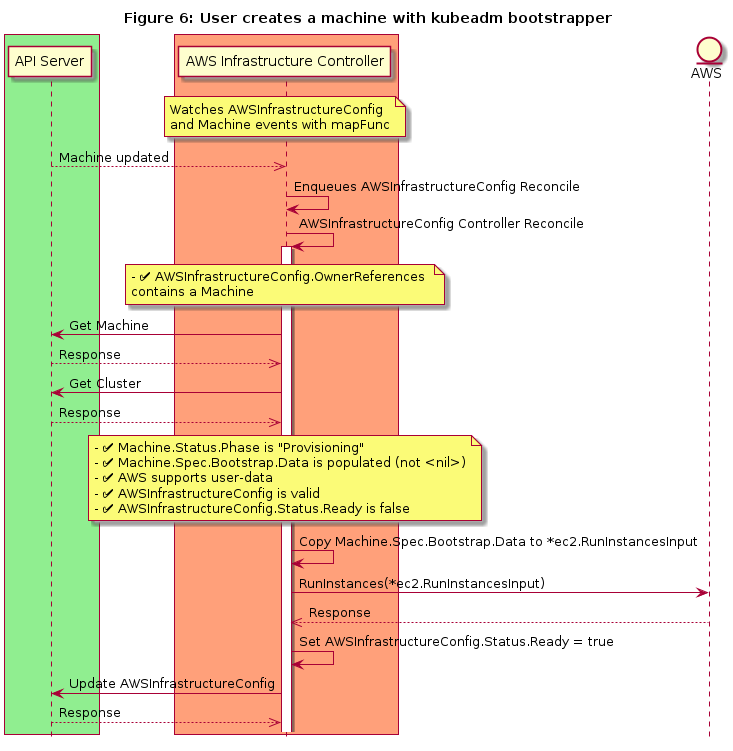 Figure 6: User creates a machine with kubeadm bootstrapper
API Server
AWS Infrastructure Controller
AWS
Watches AWSInfrastructureConfig
and Machine events with mapFunc
Machine updated
Enqueues AWSInfrastructureConfig Reconcile
AWSInfrastructureConfig Controller Reconcile
- ✔ AWSInfrastructureConfig.OwnerReferences
contains a Machine
Get Machine
Response
Get Cluster
Response
- ✔ Machine.Status.Phase is "Provisioning"
- ✔ Machine.Spec.Bootstrap.Data is populated (not <nil>)
- ✔ AWS supports user-data
- ✔ AWSInfrastructureConfig is valid
- ✔ AWSInfrastructureConfig.Status.Ready is false
Copy Machine.Spec.Bootstrap.Data to *ec2.RunInstancesInput
RunInstances(*ec2.RunInstancesInput)
Response
Set AWSInfrastructureConfig.Status.Ready = true
Update AWSInfrastructureConfig
Response